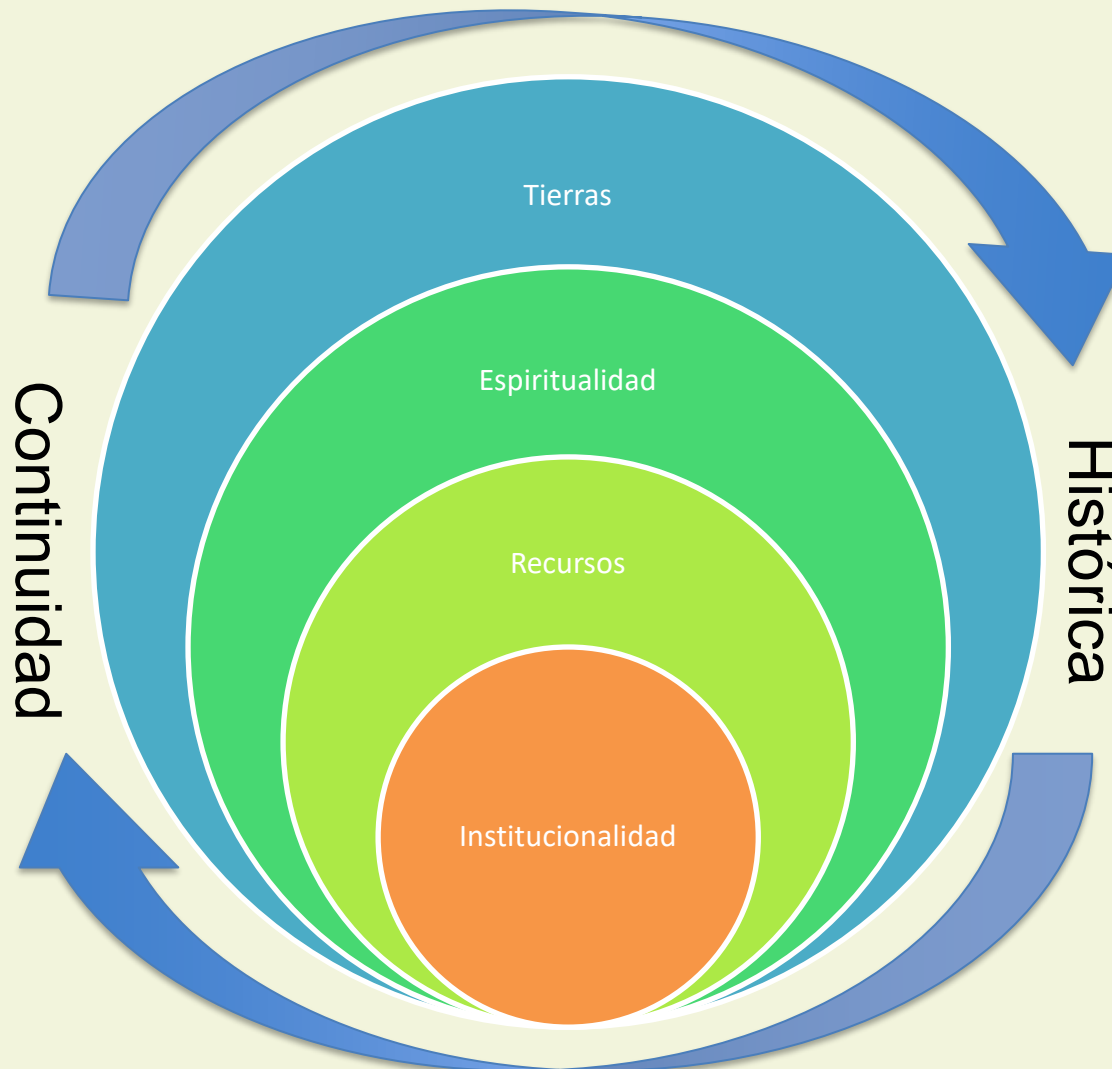 Tierras
Espiritualidad
Recursos
Institucionalidad
Continuidad
Histórica